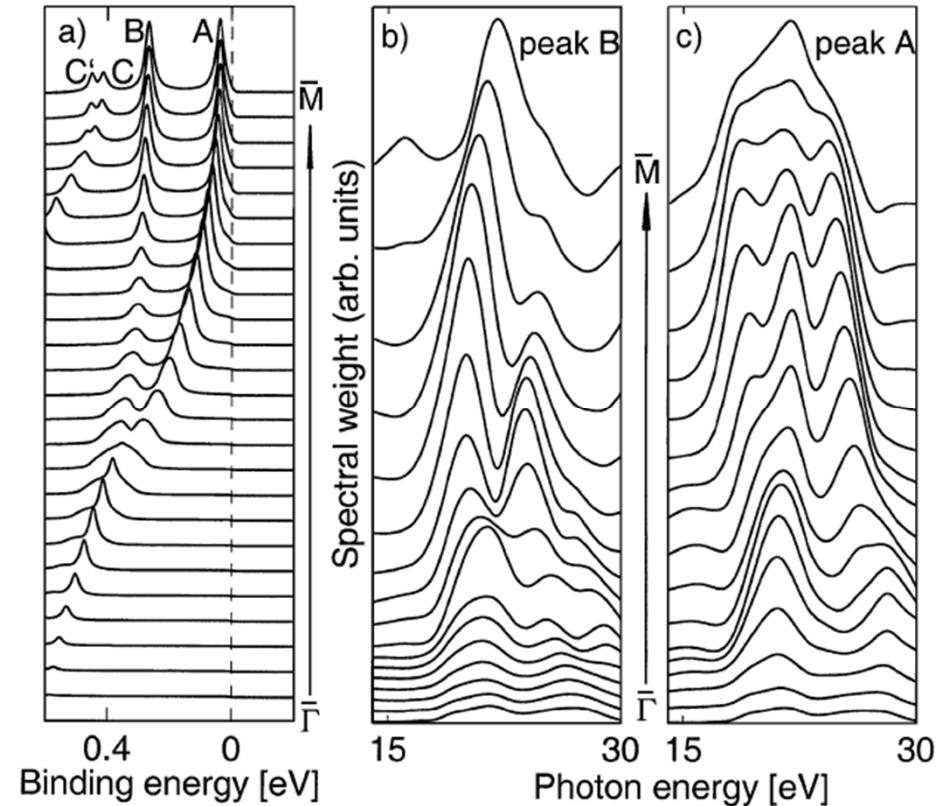 a)
B
A
C'
C
M̄
Γ̄
0.4
0
Binding energy [eV]
Spectral weight (arb. units)
b)
peak B
15
30
M̄
Γ̄
c)
peak A
15
30
Photon energy [eV]